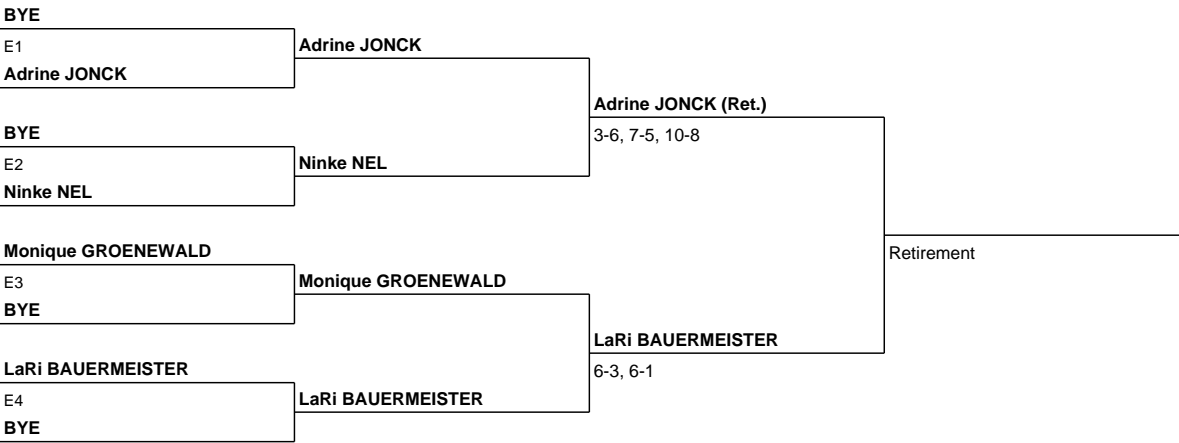 BYE
E1
Adrine JONCK
Adrine JONCK
Adrine JONCK (Ret.)
3-6, 7-5, 10-8
BYE
E2
Ninke NEL
Ninke NEL
Retirement
Monique GROENEWALD
E3
Monique GROENEWALD
BYE
LaRi BAUERMEISTER
6-3, 6-1
LaRi BAUERMEISTER
E4
LaRi BAUERMEISTER
BYE